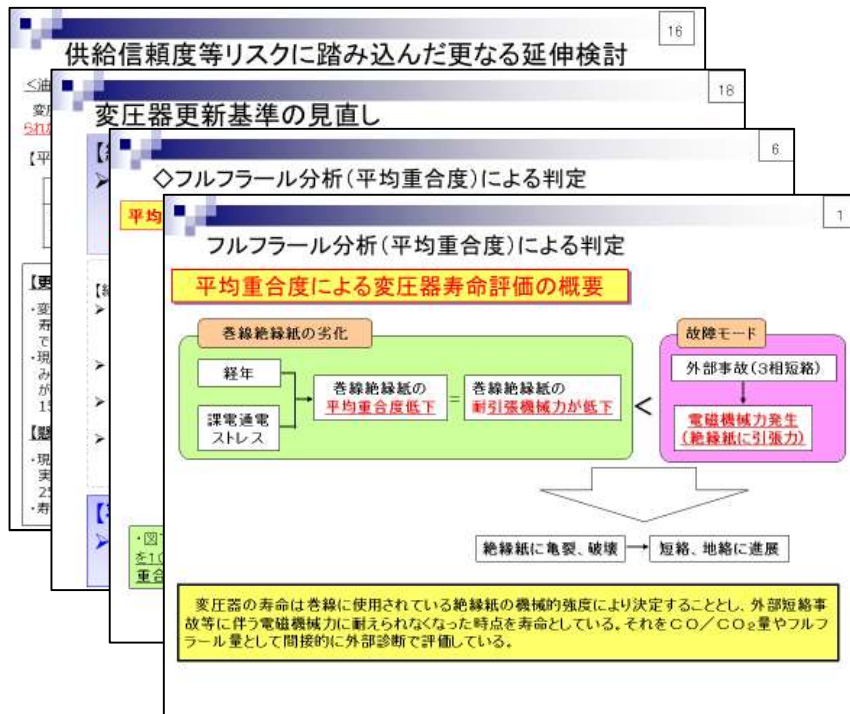 16
供給信頼度等リスクに踏み込んだ更なる延伸検討
<油
変圧
られた
【平
【更
・変
寿
で
・現
み
が
15
【懸
・現
実
25
・寿
18
変圧器更新基準の見直し
6
◇フルフラール分析(平均重合度)による判定
平均
・図
を10
重合
1
フルフラール分析(平均重合度)による判定
平均重合度による変圧器寿命評価の概要
巻線絶縁紙の劣化
経年
課電通電
ストレス
巻線絶縁紙の
平均重合度低下
=
巻線絶縁紙の
耐引張機械力が低下
<
故障モード
外部事故(3相短絡)
電磁機械力発生
(絶縁紙に引張力)
絶縁紙に亀裂、破壊
短絡、地絡に進展
変圧器の寿命は巻線に使用されている絶縁紙の機械的強度により決定することとし、外部短絡事
故等に伴う電磁機械力に耐えられなくなった時点を寿命としている。それをCO/CO₂量やフルフ
ラール量として間接的に外部診断で評価している。